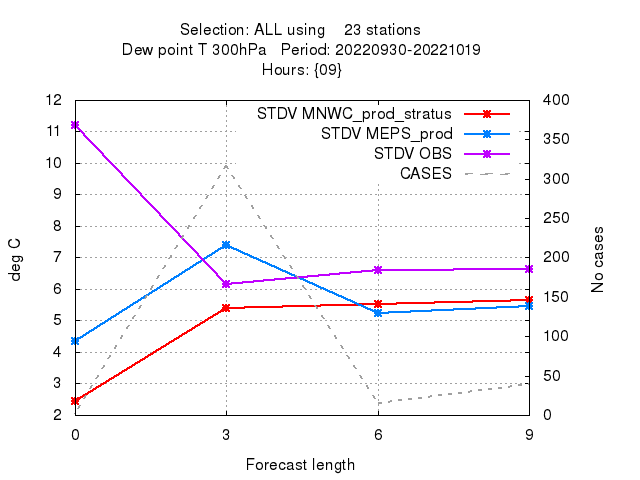 Selection: ALL using    23 stations
Dew point T 300hPa   Period: 20220930-20221019
Hours: {09}
12
11
10
9
8
7
6
5
4
3
2
deg C
STDV MNWC_prod_stratus
STDV MEPS_prod
STDV OBS
CASES
400
350
300
250
200
150
100
50
0
No cases
0 3 6 9
Forecast length